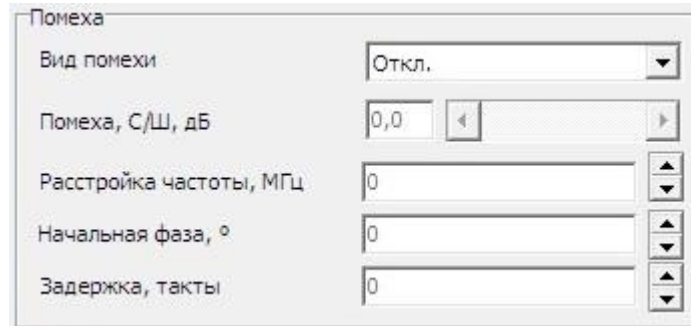 Помеха
Вид помехи Откл.
Помеха, С/Ш, дБ 0,0
Расстройка частоты, МГц 0
Начальная фаза, º 0
Задержка, такты 0